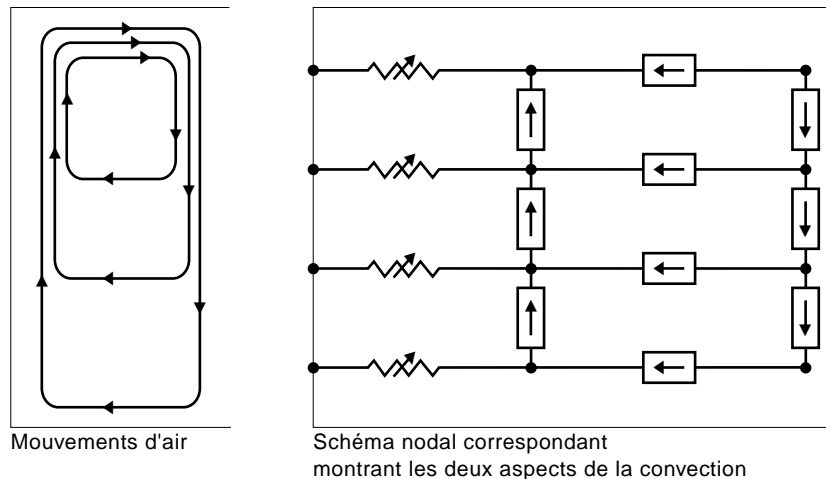 Mouvements d'air
Schéma nodal correspondant
montrant les deux aspects de la convection